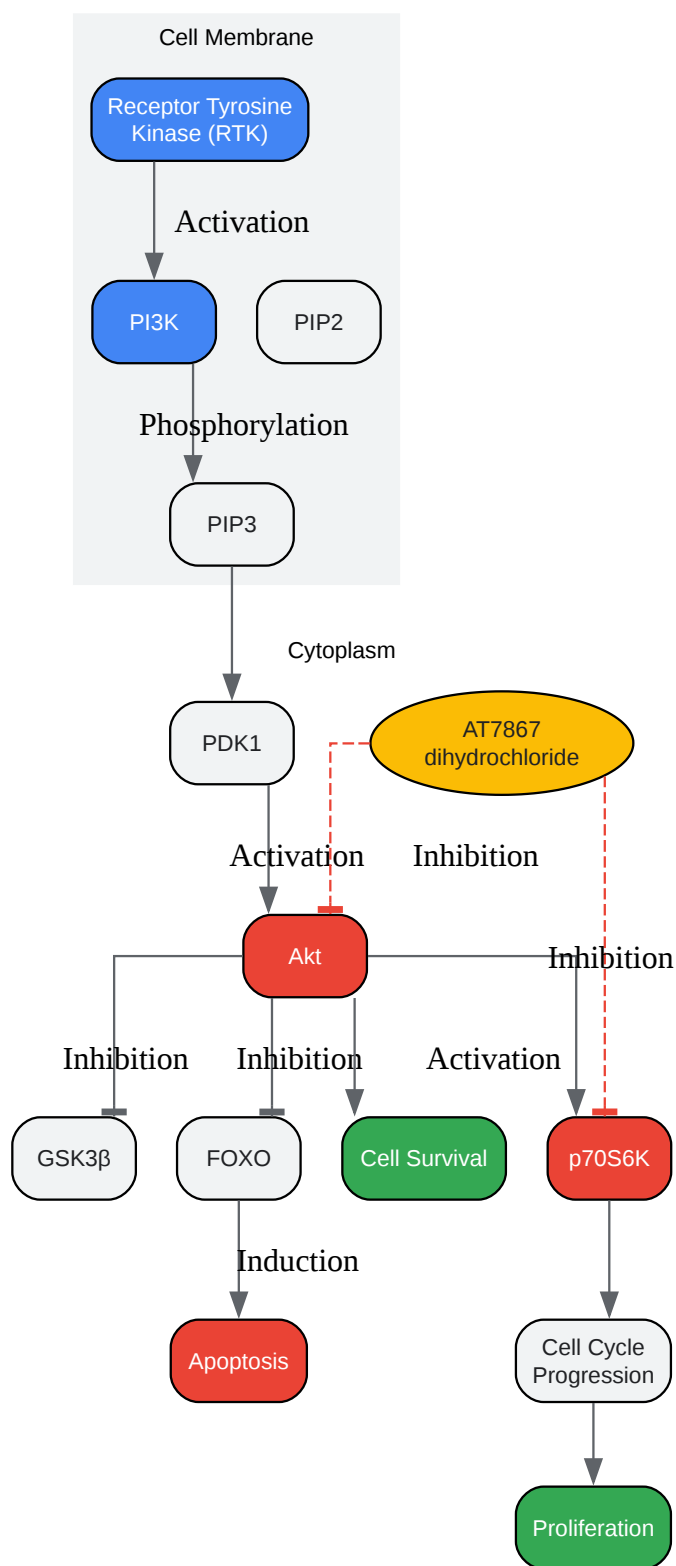 Cell Membrane
Receptor Tyrosine
Kinase (RTK)
Activation
PI3K
PIP2
Phosphorylation
PIP3
Cytoplasm
PDK1
AT7867
dihydrochloride
Activation
Inhibition
Akt
Inhibition
Inhibition
Inhibition
Activation
GSK3β
FOXO
Cell Survival
p70S6K
Induction
Apoptosis
Cell Cycle
Progression
Proliferation